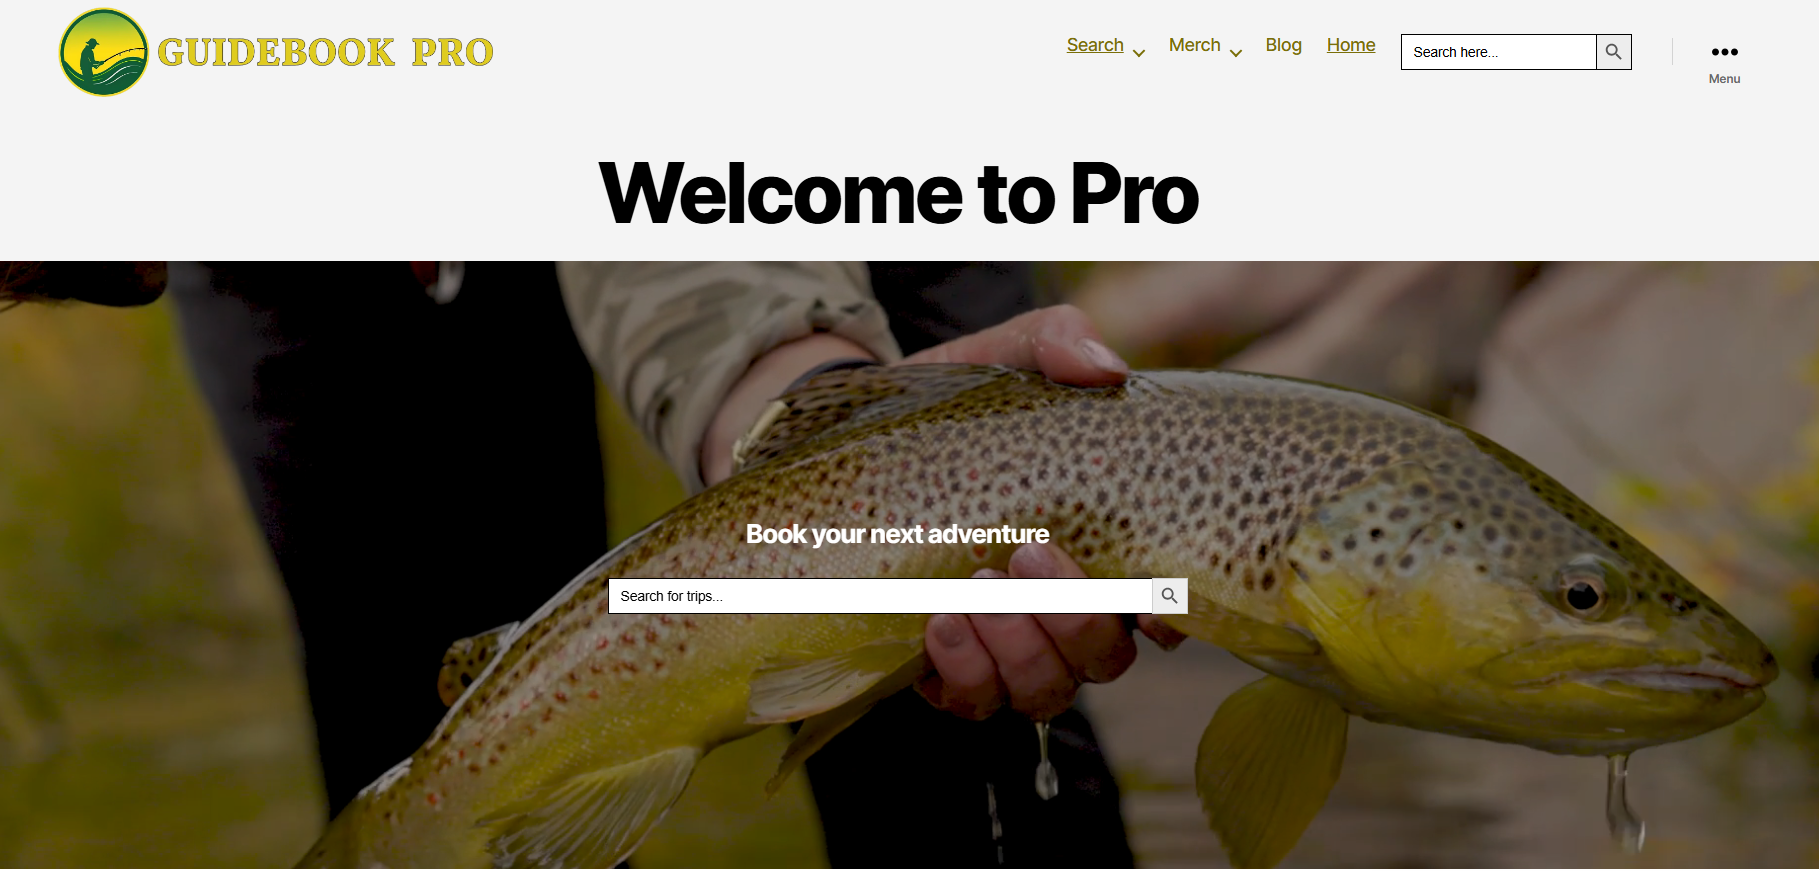 GUIDEBOOK PRO
Search Merch Blog Home
Search here...
Menu
Welcome to Pro
Book your next adventure
Search for trips...